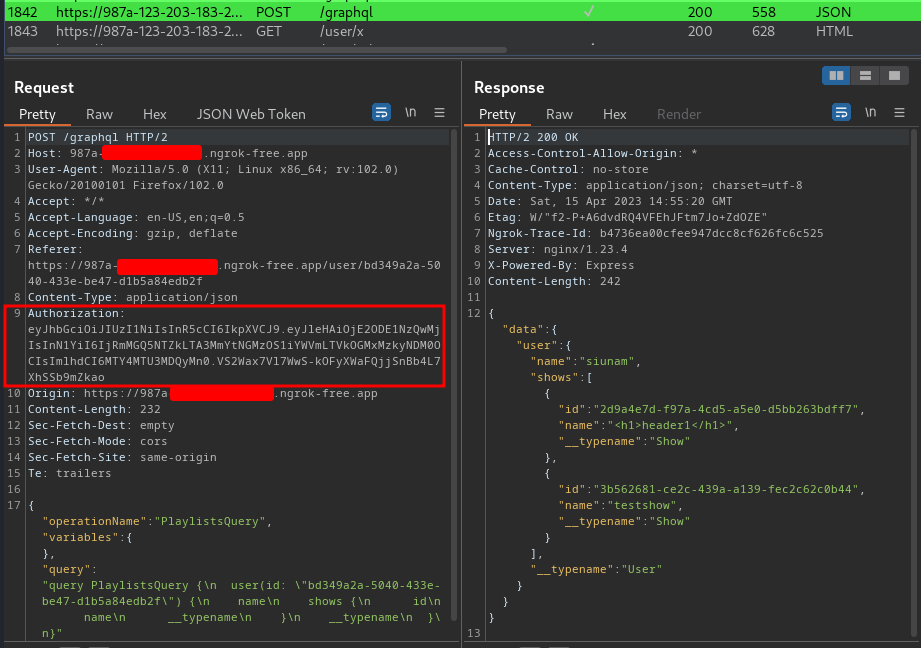 1842 https://987a-123-203-183-2... POST /graphql ✓ 200 558 JSON
1843 https://987a-123-203-183-2... GET /user/x 200 628 HTML
Request
Pretty Raw Hex JSON Web Token \n
1 POST /graphql HTTP/2
2 Host: 987a- .ngrok-free.app
3 User-Agent: Mozilla/5.0 (X11; Linux x86_64; rv:102.0)
Gecko/20100101 Firefox/102.0
4 Accept: */*
5 Accept-Language: en-US,en;q=0.5
6 Accept-Encoding: gzip, deflate
7 Referer:
https://987a- .ngrok-free.app/user/bd349a2a-50
40-433e-be47-d1b5a84edb2f
8 Content-Type: application/json
9 Authorization:
eyJhbGciOiJIUzI1NiIsInR5cCI6IkpXVCJ9.eyJleHAiOjE2ODE1NzQwMj
IsInN1YiI6IjRmMGQ5NTZkLTA3MmYtNGMzOS1iYWVmLTVkOGMxMzkyNDM0O
CIsImlhdCI6MTY4MTU3MDQyMn0.VS2Wax7Vl7WwS-kOFyXWaFQjjSnBb4L7
XhSSb9mZkao
10 Origin: https://987a .ngrok-free.app
11 Content-Length: 232
12 Sec-Fetch-Dest: empty
13 Sec-Fetch-Mode: cors
14 Sec-Fetch-Site: same-origin
15 Te: trailers
16
17 {
"operationName":"PlaylistsQuery",
"variables":{
},
"query":
"query PlaylistsQuery {\n  user(id: \"bd349a2a-5040-433e-
be47-d1b5a84edb2f\") {\n    name\n    shows {\n      id\n
name\n      __typename\n    }\n    __typename\n  }\
n}"
Response
Pretty Raw Hex Render \n
1 HTTP/2 200 OK
2 Access-Control-Allow-Origin: *
3 Cache-Control: no-store
4 Content-Type: application/json; charset=utf-8
5 Date: Sat, 15 Apr 2023 14:55:20 GMT
6 Etag: W/"f2-P+A6dvdRQ4VFEhJFtm7Jo+ZdOZE"
7 Ngrok-Trace-Id: b4736ea00cfee947dcc8cf626fc6c525
8 Server: nginx/1.23.4
9 X-Powered-By: Express
10 Content-Length: 242
11
12 {
"data":{
"user":{
"name":"siunam",
"shows":[
{
"id":"2d9a4e7d-f97a-4cd5-a5e0-d5bb263bdff7",
"name":"<h1>header1</h1>",
"__typename":"Show"
},
{
"id":"3b562681-ce2c-439a-a139-fec2c62c0b44",
"name":"testshow",
"__typename":"Show"
}
],
"__typename":"User"
}
}
}
13